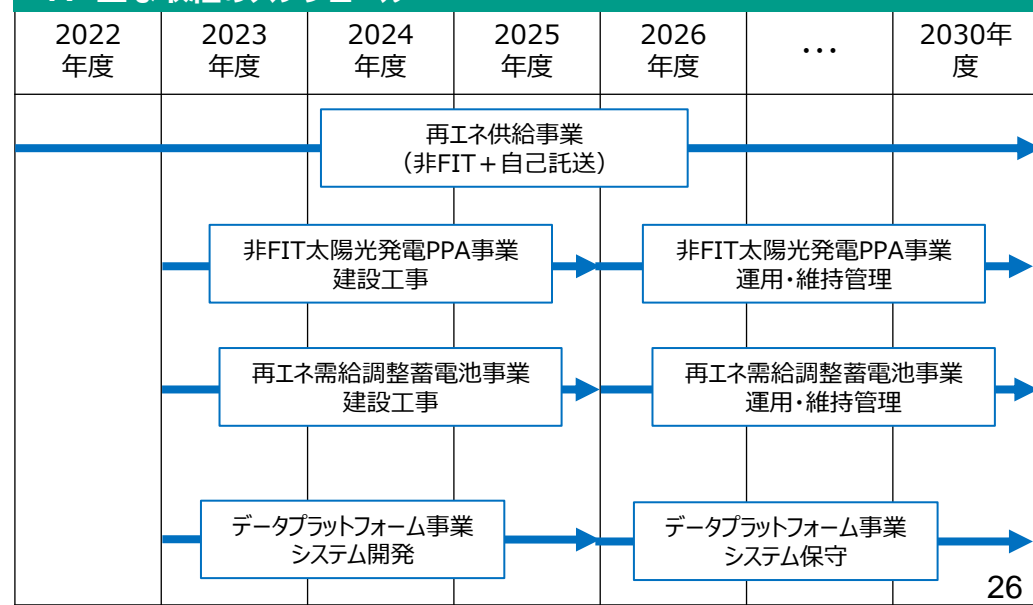 2022
年度
2023
年度
2024
年度
2025
年度
2026
年度
・・・
2030年
度
再エネ供給事業
（非FIT＋自己託送）
非FIT太陽光発電PPA事業
建設工事
非FIT太陽光発電PPA事業
運用・維持管理
再エネ需給調整蓄電池事業
建設工事
再エネ需給調整蓄電池事業
運用・維持管理
データプラットフォーム事業
システム開発
データプラットフォーム事業
システム保守
26